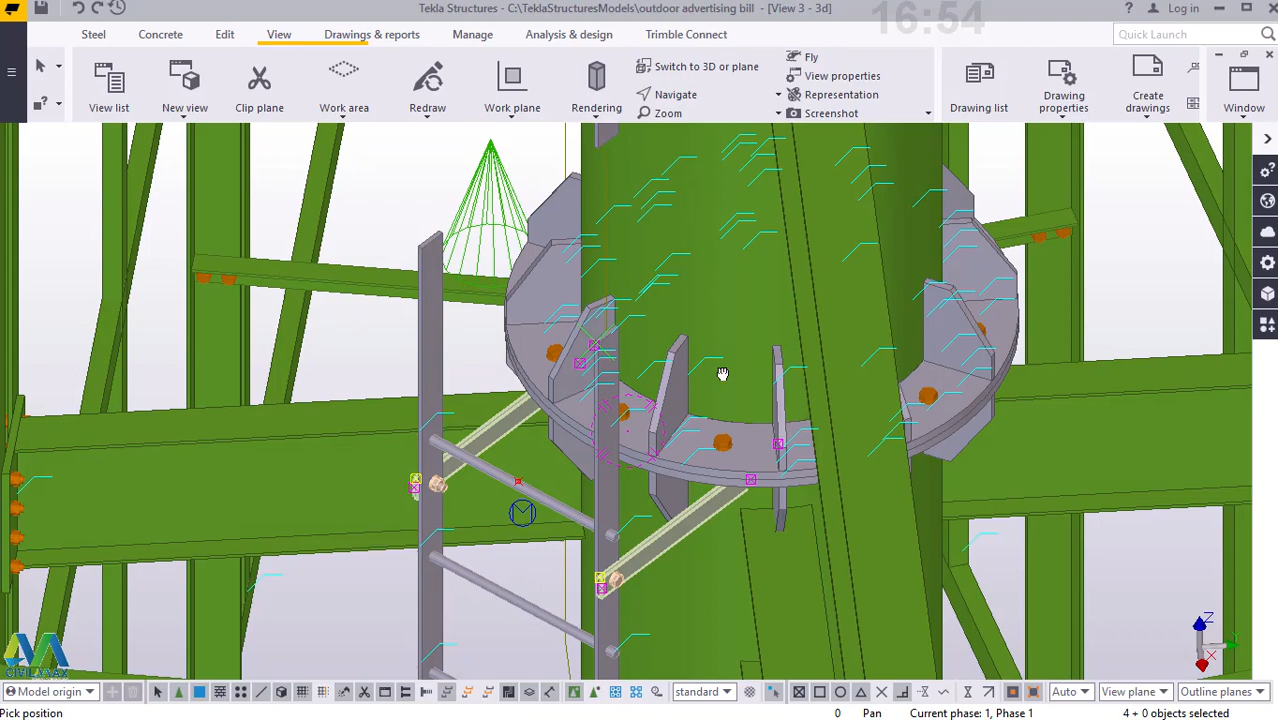 Tekla Structures - C:\TeklaStructuresModels\outdoor advertising bill - [View 3 - 3d]
16:54
Log in
Steel
Concrete
Edit
View
Drawings & reports
Manage
Analysis & design
Trimble Connect
Quick Launch
View list
New view
Clip plane
Work area
Redraw
Work plane
Rendering
Switch to 3D or plane
Navigate
Zoom
Fly
View properties
Representation
Screenshot
Drawing list
Drawing properties
Create drawings
Window
M
Z
Y
X
CIVILMAX
Model origin
standard
Auto
View plane
Outline planes
Pick position
0
Pan
Current phase: 1, Phase 1
4 + 0 objects selected